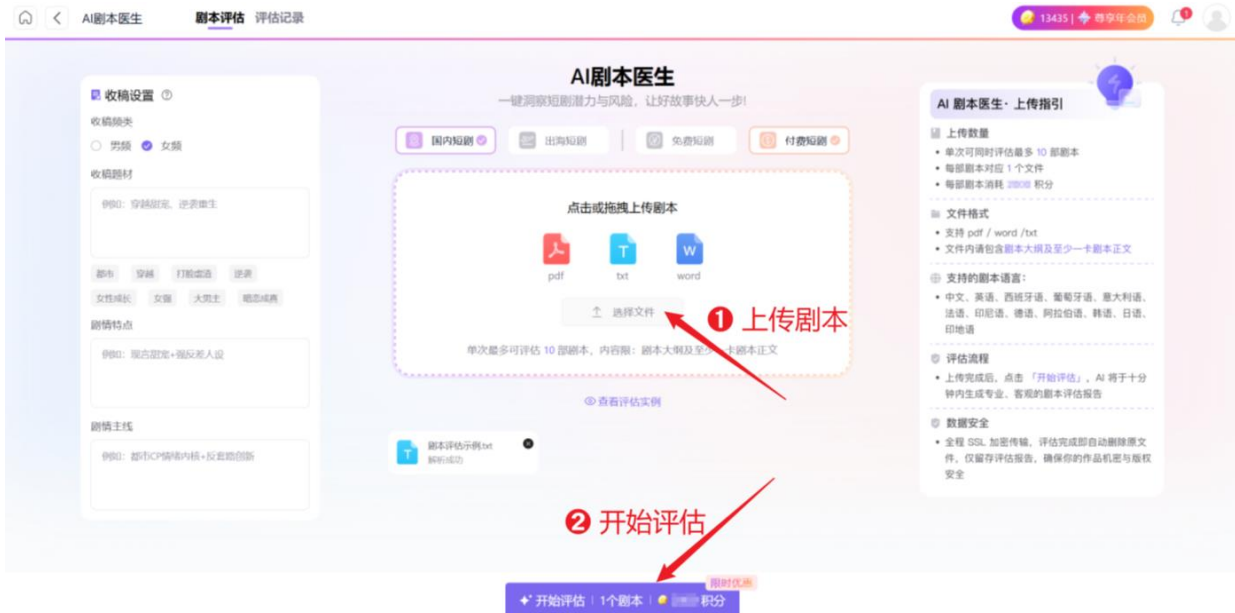 AI剧本医生
剧本评估 评估记录
13435 | 尊享年会员
1
收稿设置
收稿频类
男频 女频
收稿题材
例如：穿越甜宠，逆袭重生
都市 穿越 打脸虐渣 逆袭
女性成长 女强 大男主 暗恋成真
剧情特点
例如：现言甜宠+强反差人设
剧情主线
例如：都市CP情绪内核+反套路创新
AI剧本医生
一键洞察短剧潜力与风险，让好故事快人一步!
国内短剧 出海短剧 免费短剧 付费短剧
点击或拖拽上传剧本
pdf txt word
T W
选择文件
❶ 上传剧本
单次最多可评估 10 部剧本，内容限：剧本大纲及至少一卡剧本正文
查看评估实例
T
剧本评估示例.txt
解析成功
❷ 开始评估
限时优惠
开始评估 | 1个剧本 | 积分
AI 剧本医生· 上传指引
上传数量
• 单次可同时评估最多 10 部剧本
• 每部剧本对应 1 个文件
• 每部剧本消耗 积分
文件格式
• 支持 pdf / word /txt
• 文件内请包含剧本大纲及至少一卡剧本正文
支持的剧本语言：
• 中文、英语、西班牙语、葡萄牙语、意大利语、
法语、印尼语、德语、阿拉伯语、韩语、日语、
印地语
评估流程
• 上传完成后，点击 「开始评估」，AI 将于十分
钟内生成专业、客观的剧本评估报告
数据安全
• 全程 SSL 加密传输，评估完成即自动删除原文
件，仅留存评估报告，确保你的作品机密与版权
安全